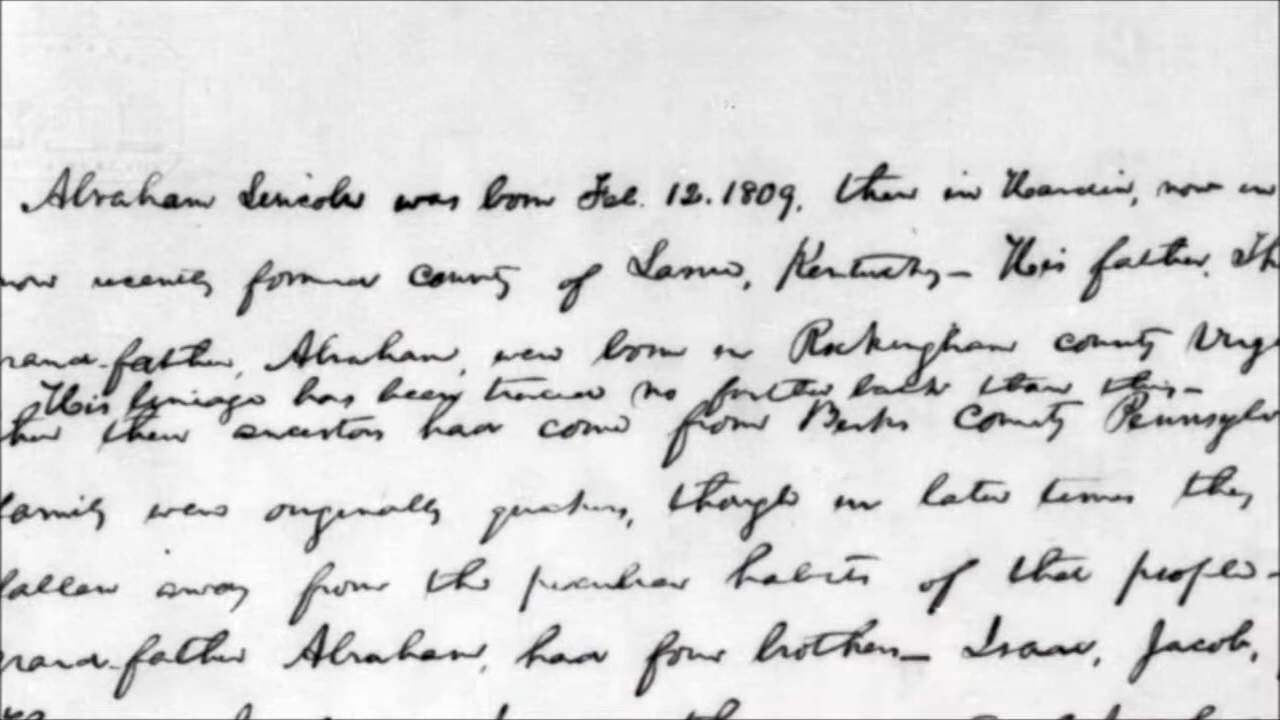 Abraham Lincoln was born Feb. 12. 1809, then in Hardin, now in
now recently formed county of Larue, Kentucky— His father, Th
rand-father, Abraham, were born in Rockingham county Virg
His lineage has been traced no farther back than this—
her their ancestors had come from Berks County Pennsylv
family were originally quakers, though in later times they
fallen away from the peculiar habits of that people—
grand-father Abraham, had four brothers— Isaac, Jacob,